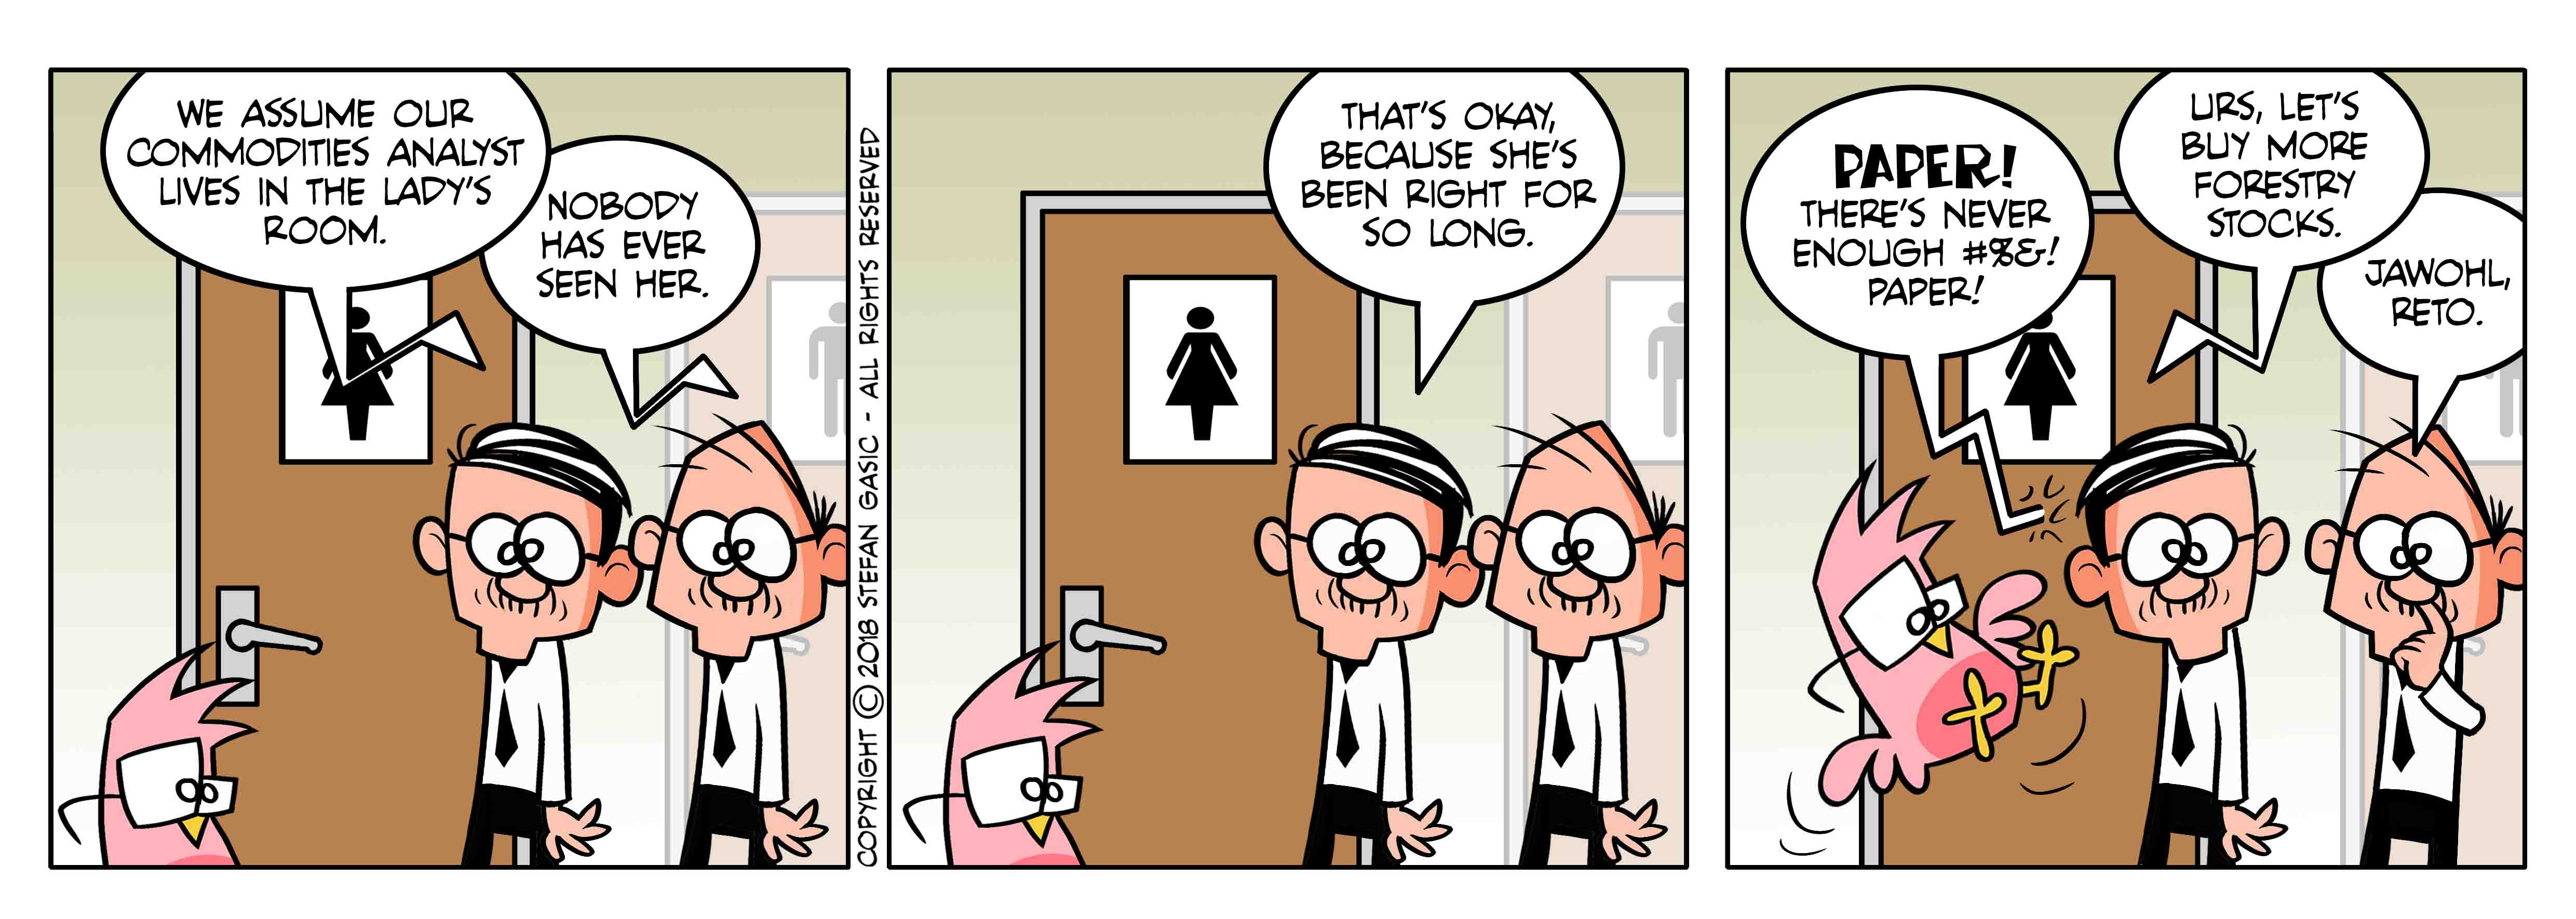 WE ASSUME OUR
COMMODITIES ANALYST
LIVES IN THE LADY'S
ROOM.
NOBODY
HAS EVER
SEEN HER.
COPYRIGHT © 2018 STEFAN GASIC - ALL RIGHTS RESERVED
THAT'S OKAY,
BECAUSE SHE'S
BEEN RIGHT FOR
SO LONG.
PAPER!
THERE'S NEVER
ENOUGH #%&!
PAPER!
URS, LET'S
BUY MORE
FORESTRY
STOCKS.
JAWOHL,
RETO.